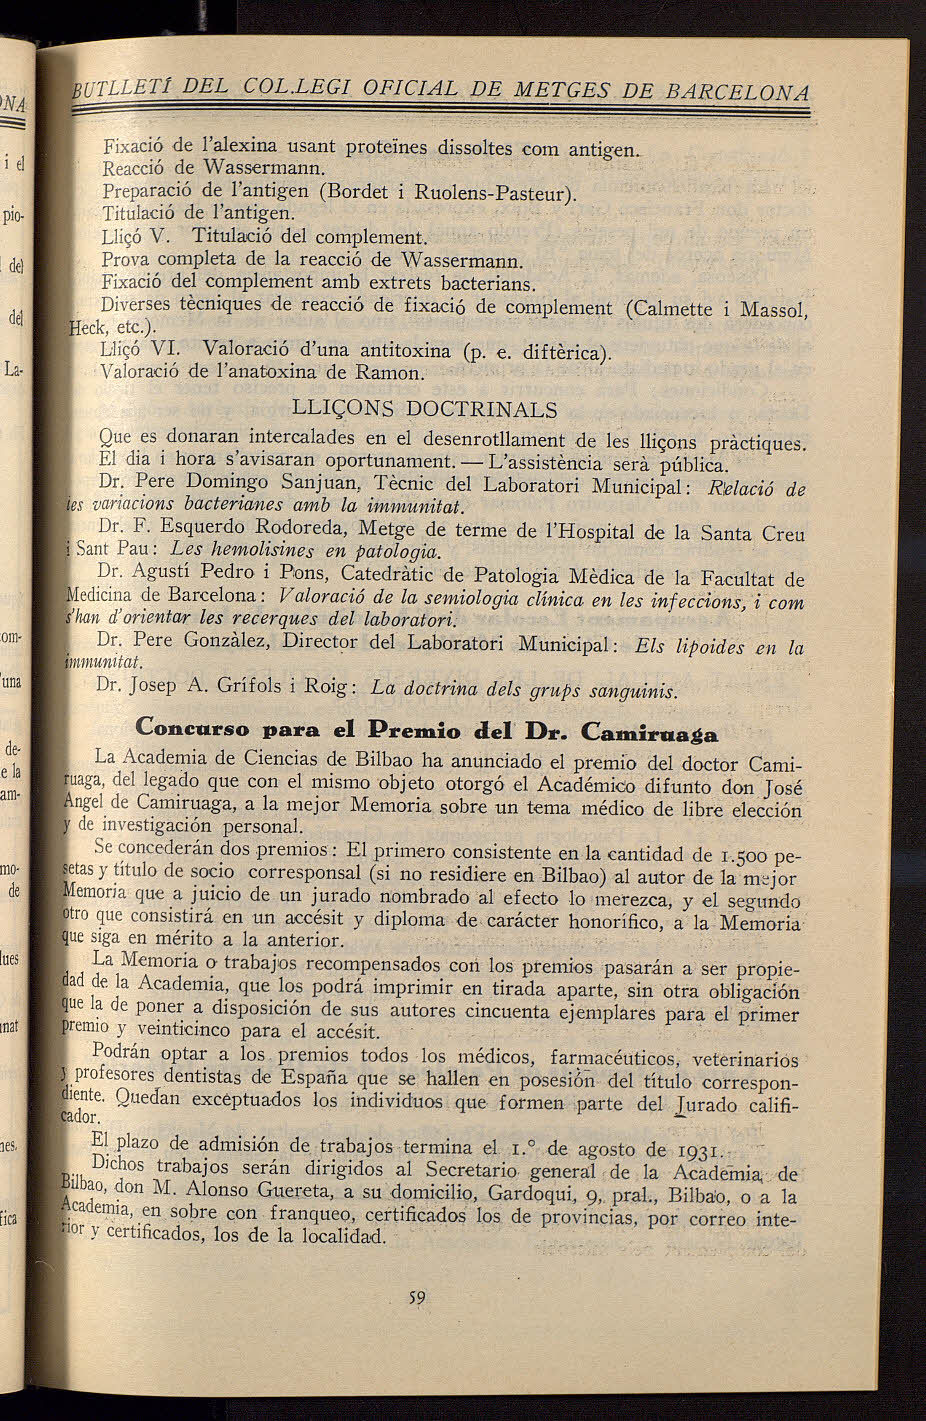 BUTLLETÍ DEL COL.LEGI OFICIAL DE METGES DE BARCELONA
Fixació de l'alexina usant proteïnes dissoltes com antigen.
Reacció de Wassermann.
Preparació de l'antigen (Bordet i Ruolens-Pasteur).
Titulació de l'antigen.
Lliçó V. Titulació del complement.
Prova completa de la reacció de Wassermann.
Fixació del complement amb extrets bacterians.
Diverses tècniques de reacció de fixació de complement (Calmette i Massol,
Heck, etc.).
Lliçó VI. Valoració d'una antitoxina (p. e. diftèrica).
Valoració de l'anatoxina de Ramon.
LLIÇONS DOCTRINALS
Que es donaran intercalades en el desenrotllament de les lliçons pràctiques.
El dia i hora s'avisaran oportunament. — L'assistència serà pública.
Dr. Pere Domingo Sanjuan, Tècnic del Laboratori Municipal: Relació de
les variacions bacterianes amb la immunitat.
Dr. F. Esquerdo Rodoreda, Metge de terme de l'Hospital de la Santa Creu
i Sant Pau: Les hemolisines en patologia.
Dr. Agustí Pedro i Pons, Catedràtic de Patologia Mèdica de la Facultat de
Medicina de Barcelona: Valoració de la semiologia clínica en les infeccions, i com
s'han d'orientar les recerques del laboratori.
Dr. Pere Gonzàlez, Director del Laboratori Municipal: Els lipoides en la
immunitat.
Dr. Josep A. Grífols i Roig: La doctrina dels grups sanguinis.
Concurso para el Premio del Dr. Camiruaga
La Academia de Ciencias de Bilbao ha anunciado el premio del doctor Cami-
ruaga, del legado que con el mismo objeto otorgó el Académico difunto don José
Angel de Camiruaga, a la mejor Memoria sobre un tema médico de libre elección
y de investigación personal.
Se concederán dos premios: El primero consistente en la cantidad de 1.500 pe-
setas y título de socio corresponsal (si no residiere en Bilbao) al autor de la mejor
Memoria que a juicio de un jurado nombrado al efecto lo merezca, y el segundo
otro que consistirá en un accésit y diploma de carácter honorífico, a la Memoria
que siga en mérito a la anterior.
La Memoria o trabajos recompensados con los premios pasarán a ser propie-
dad de la Academia, que los podrá imprimir en tirada aparte, sin otra obligación
que la de poner a disposición de sus autores cincuenta ejemplares para el primer
premio y veinticinco para el accésit.
Podrán optar a los premios todos los médicos, farmacéuticos, veterinarios
y profesores dentistas de España que se hallen en posesión del título correspon-
diente. Quedan exceptuados los individuos que formen parte del Jurado califi-
cador.
El plazo de admisión de trabajos termina el 1.° de agosto de 1931.
Dichos trabajos serán dirigidos al Secretario general de la Academia de
Bilbao, don M. Alonso Guereta, a su domicilio, Gardoqui, 9, pral., Bilbao, o a la
Academia, en sobre con franqueo, certificados los de provincias, por correo inte-
rior y certificados, los de la localidad.
59